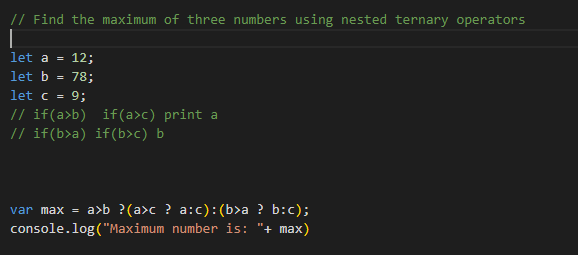 // Find the maximum of three numbers using nested ternary operators
let a = 12;
let b = 78;
let c = 9;
// if(a>b)  if(a>c) print a
// if(b>a) if(b>c) b
var max = a>b ?(a>c ? a:c):(b>a ? b:c);
console.log("Maximum number is: "+ max)